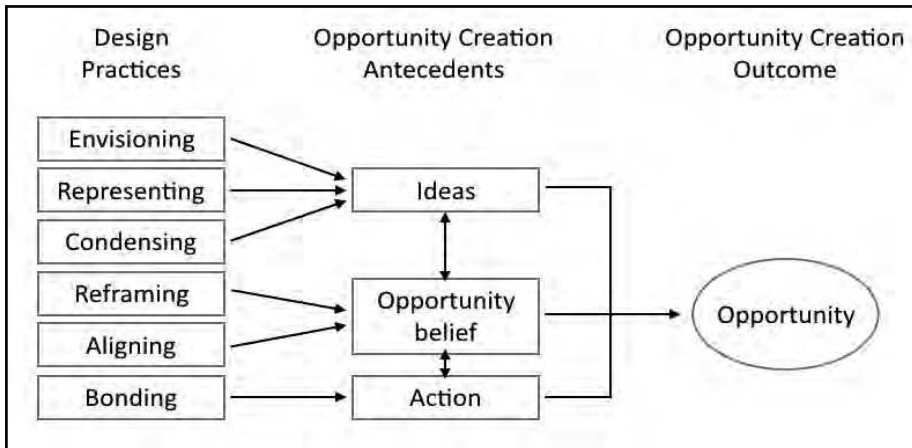 Design
Practices
Opportunity Creation
Antecedents
Opportunity Creation
Outcome
Envisioning
Representing
Condensing
Reframing
Aligning
Bonding
Ideas
Opportunity
belief
Action
Opportunity